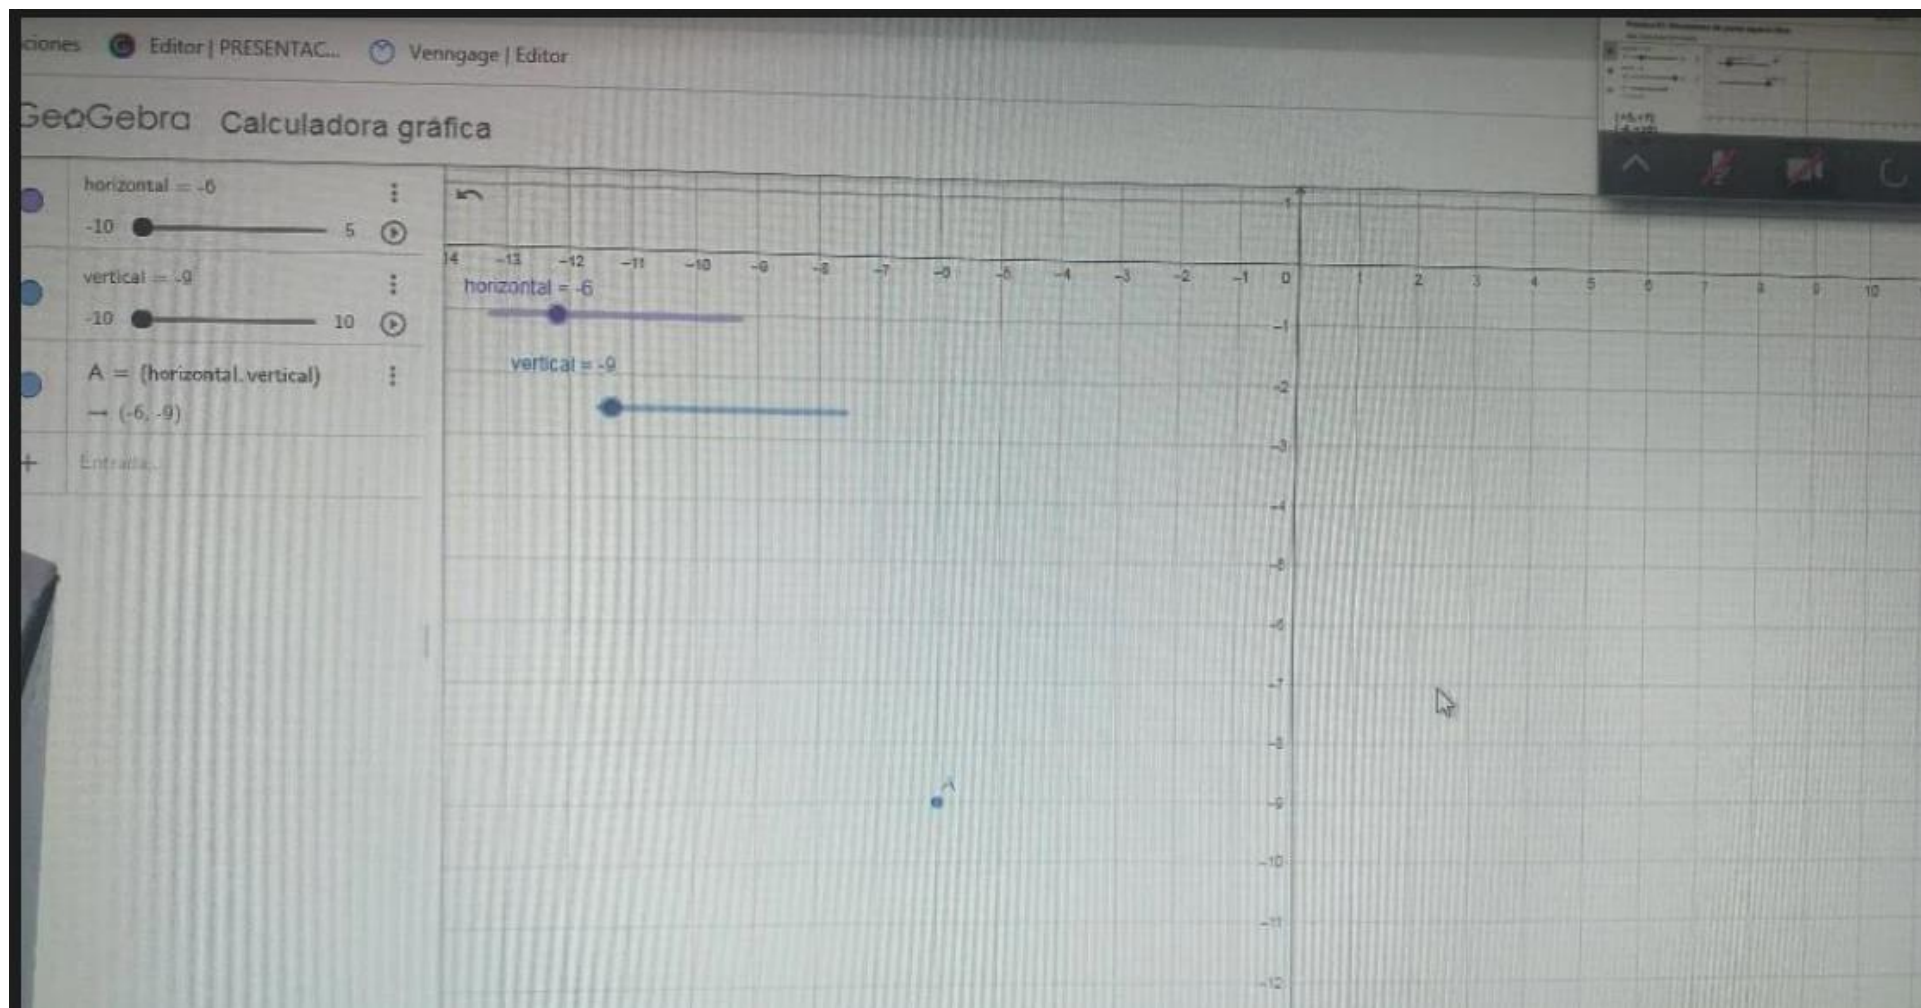 ciones Editor | PRESENTAC... Venngage | Editor
GeoGebra Calculadora gráfica
horizontal = -6
-10 5
vertical = -9
-10 10
A = (horizontal, vertical)
→ (-6, -9)
+ Entrada...
1
14 -13 -12 -11 -10 -9 -8 -7 -6 -5 -4 -3 -2 -1 0 1 2 3 4 5 6 7 8 9 10
horizontal = -6
-1
vertical = -9
-2
-3
-4
-5
-6
-7
-8
A
-9
-10
-11
-12